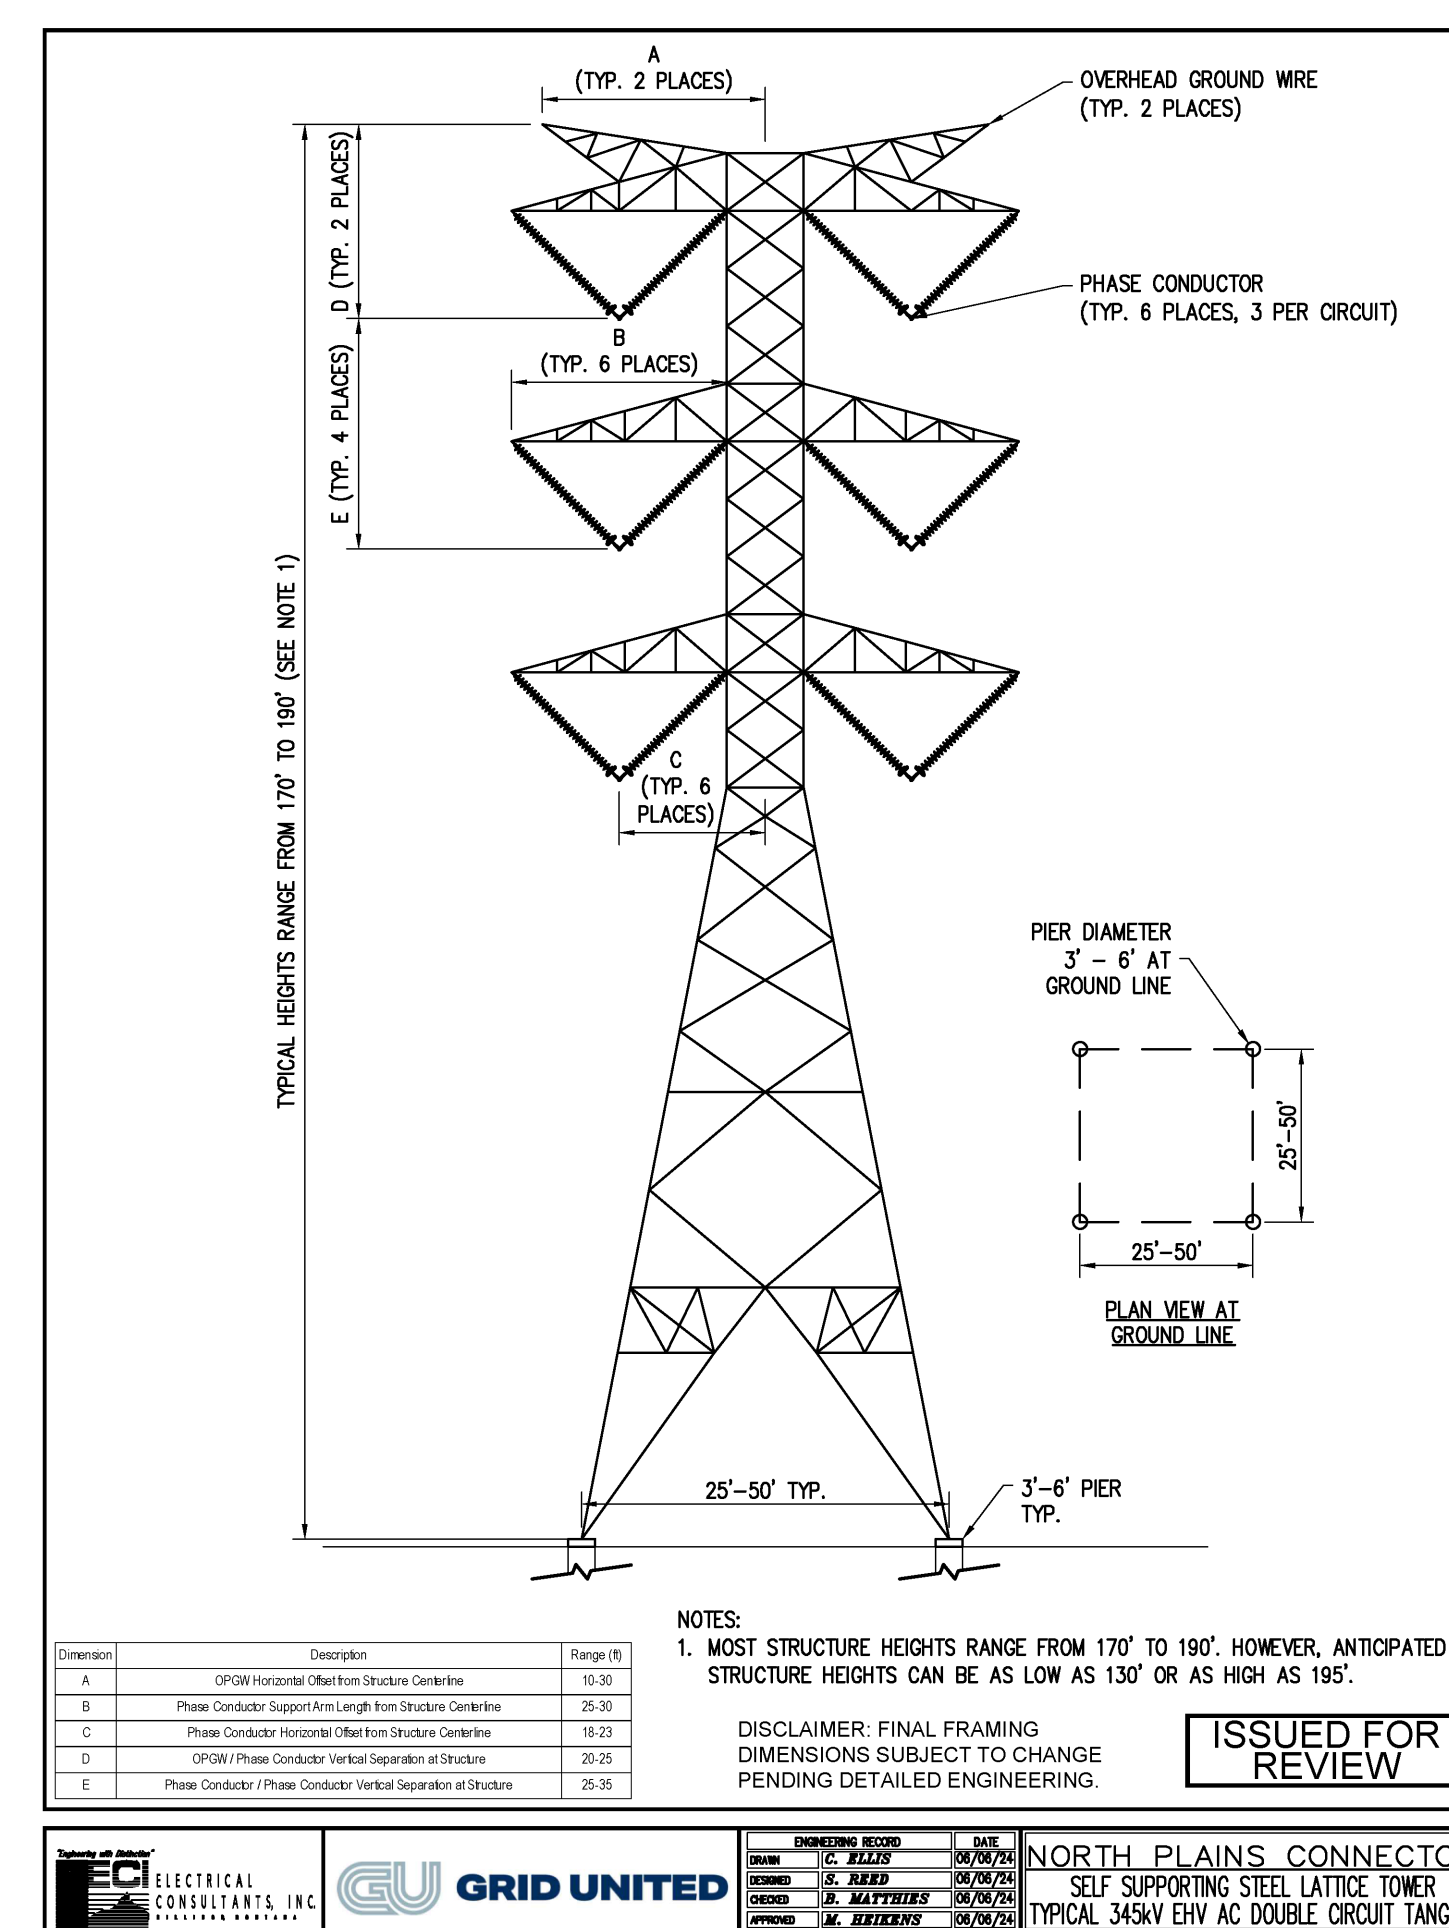 A
(TYP. 2 PLACES)
OVERHEAD GROUND WIRE
(TYP. 2 PLACES)
D (TYP. 2 PLACES)
PHASE CONDUCTOR
(TYP. 6 PLACES, 3 PER CIRCUIT)
B
(TYP. 6 PLACES)
E (TYP. 4 PLACES)
TYPICAL HEIGHTS RANGE FROM 170' TO 190' (SEE NOTE 1)
C
(TYP. 6
PLACES)
PIER DIAMETER
3' – 6' AT
GROUND LINE
25'–50'
25'–50'
PLAN VIEW AT
GROUND LINE
25'–50' TYP.
3'–6' PIER
TYP.
NOTES:
1. MOST STRUCTURE HEIGHTS RANGE FROM 170' TO 190'. HOWEVER, ANTICIPATED
STRUCTURE HEIGHTS CAN BE AS LOW AS 130' OR AS HIGH AS 195'.
Dimension Description Range (ft)
A OPGW Horizontal Offset from Structure Centerline 10-30
B Phase Conductor Support Arm Length from Structure Centerline 25-30
C Phase Conductor Horizontal Offset from Structure Centerline 18-23
D OPGW / Phase Conductor Vertical Separation at Structure 20-25
E Phase Conductor / Phase Conductor Vertical Separation at Structure 25-35
DISCLAIMER: FINAL FRAMING
DIMENSIONS SUBJECT TO CHANGE
PENDING DETAILED ENGINEERING.
ISSUED FOR
REVIEW
"Engineering with Distinction"
ECI ELECTRICAL
CONSULTANTS, INC.
BILLINGS, MONTANA
GU GRID UNITED
ENGINEERING RECORD DATE
DRAWN C. ELLIS 06/06/24
DESIGNED S. REED 06/06/24
CHECKED B. MATTHIES 06/06/24
APPROVED M. HEIKENS 06/06/24
NORTH PLAINS CONNECTO
SELF SUPPORTING STEEL LATTICE TOWER
TYPICAL 345kV EHV AC DOUBLE CIRCUIT TANG